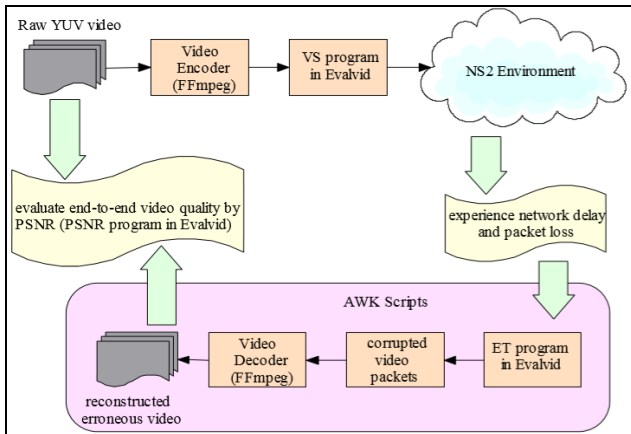 Raw YUV video
Video
Encoder
(FFmpeg)
VS program
in Evalvid
NS2 Environment
evaluate end-to-end video quality by
PSNR (PSNR program in Evalvid)
experience network delay
and packet loss
AWK Scripts
ET program
in Evalvid
corrupted
video
packets
Video
Decoder
(FFmpeg)
reconstructed
erroneous video